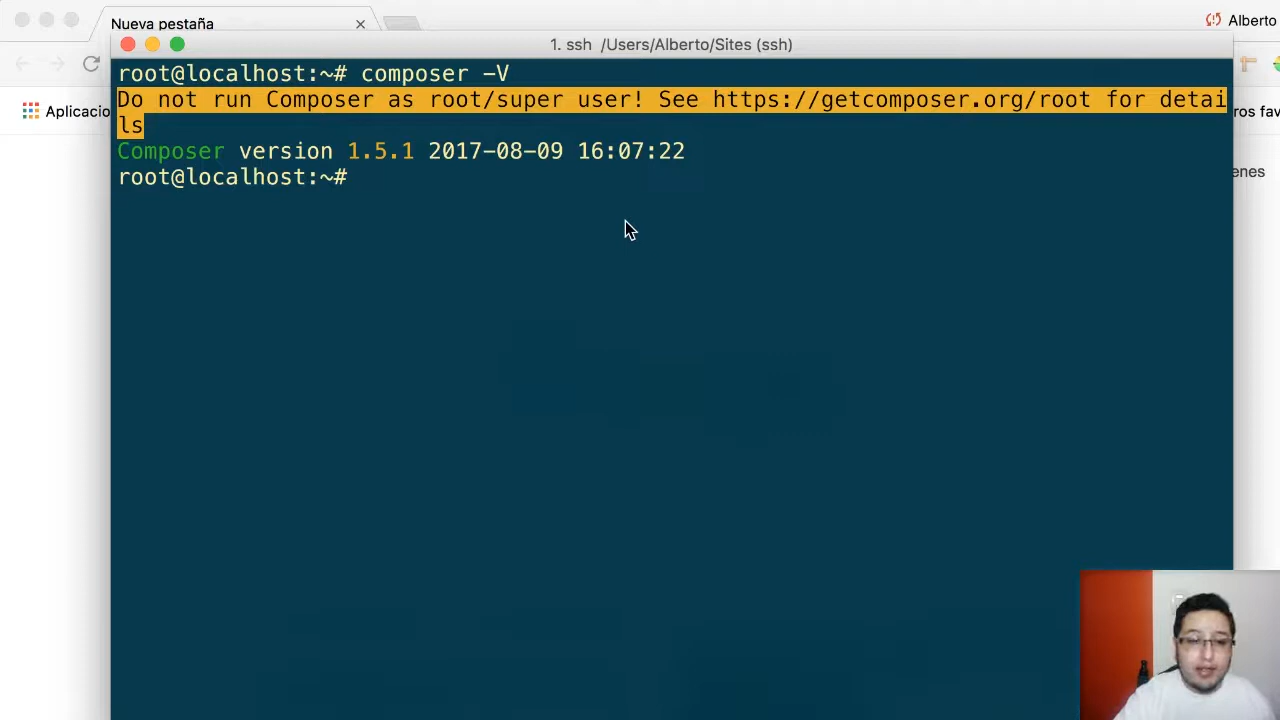 Nueva pestaña
Alberto
1. ssh /Users/Alberto/Sites (ssh)
root@localhost:~# composer -V
Aplicacio
Do not run Composer as root/super user! See https://getcomposer.org/root for detai
ros fav
ls
Composer version 1.5.1 2017-08-09 16:07:22
enes
root@localhost:~#